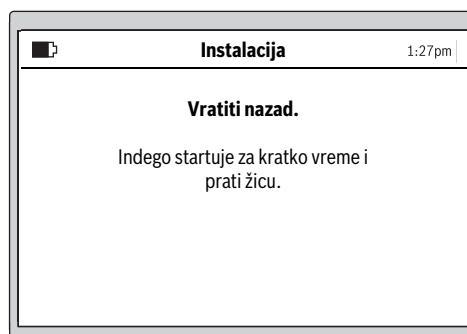 Instalacija 1:27pm
Vratiti nazad.
Indego startuje za kratko vreme i
prati žicu.